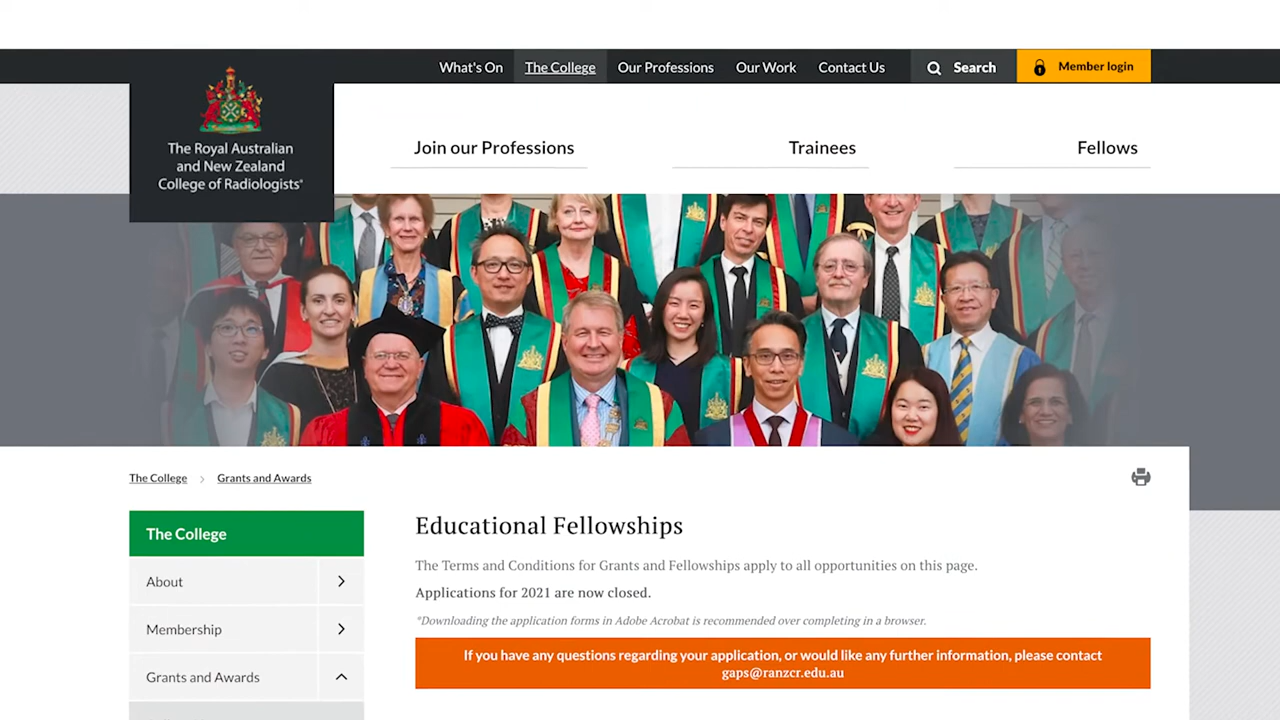 What's On The College Our Professions Our Work Contact Us Search Member login
The Royal Australian
and New Zealand
College of Radiologists®
Join our Professions Trainees Fellows
The College > Grants and Awards
Educational Fellowships
The Terms and Conditions for Grants and Fellowships apply to all opportunities on this page.
Applications for 2021 are now closed.
*Downloading the application forms in Adobe Acrobat is recommended over completing in a browser.
If you have any questions regarding your application, or would like any further information, please contact
gaps@ranzcr.edu.au
The College
About
Membership
Grants and Awards